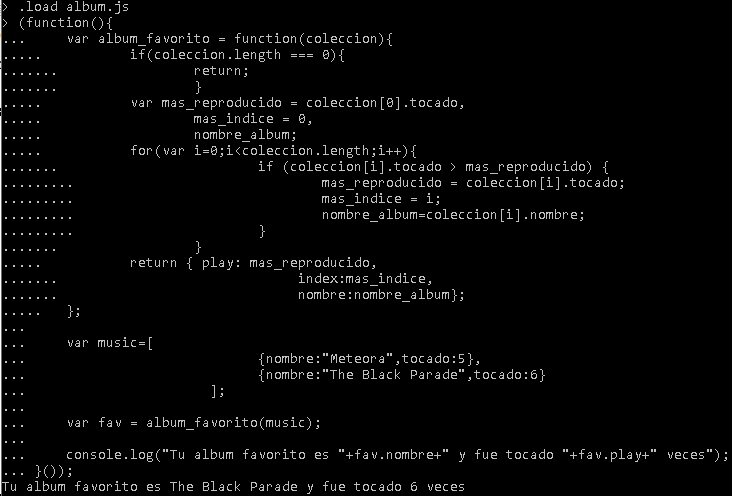 > .load album.js
> (function(){
...     var album_favorito = function(coleccion){
.....           if(coleccion.length === 0){
.......                 return;
.......                 }
.....           var mas_reproducido = coleccion[0].tocado,
.....                   mas_indice = 0,
.....                   nombre_album;
.....           for(var i=0;i<coleccion.length;i++){
.......                         if (coleccion[i].tocado > mas_reproducido) {
.........                               mas_reproducido = coleccion[i].tocado;
.........                               mas_indice = i;
.........                               nombre_album=coleccion[i].nombre;
.........                       }
.......                 }
.....           return { play: mas_reproducido,
.......                              index:mas_indice,
.......                              nombre:nombre_album};
.....   };
...
...     var music=[
...                             {nombre:"Meteora",tocado:5},
...                             {nombre:"The Black Parade",tocado:6}
...                       ];
...
...     var fav = album_favorito(music);
...
...     console.log("Tu album favorito es "+fav.nombre+" y fue tocado "+fav.play+" veces");
... }());
Tu album favorito es The Black Parade y fue tocado 6 veces